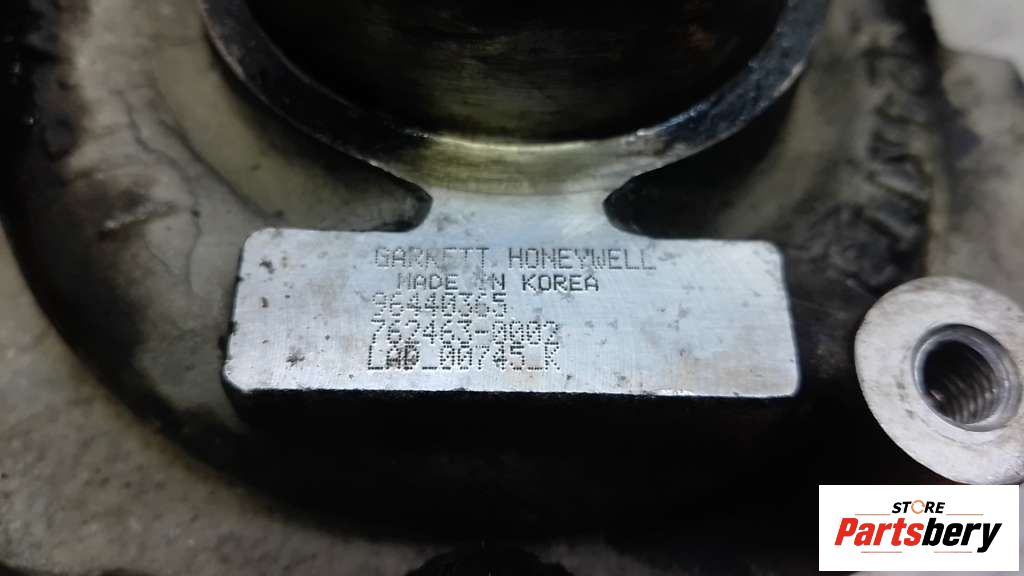 GARRETT HONEYWELL
MADE IN KOREA
96440365
762463-0002
LAD_00745_K
STORE
Partsbery